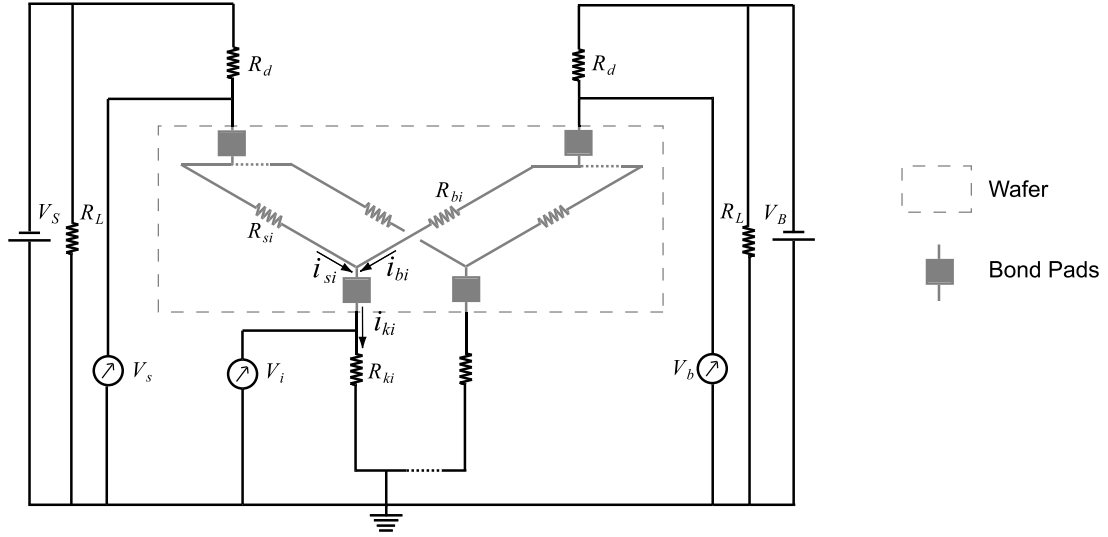 R_d
R_d
V_S
R_L
R_bi
R_L
V_B
Wafer
R_si
i_si
i_bi
Bond Pads
i_ki
V_s
V_i
R_ki
V_b